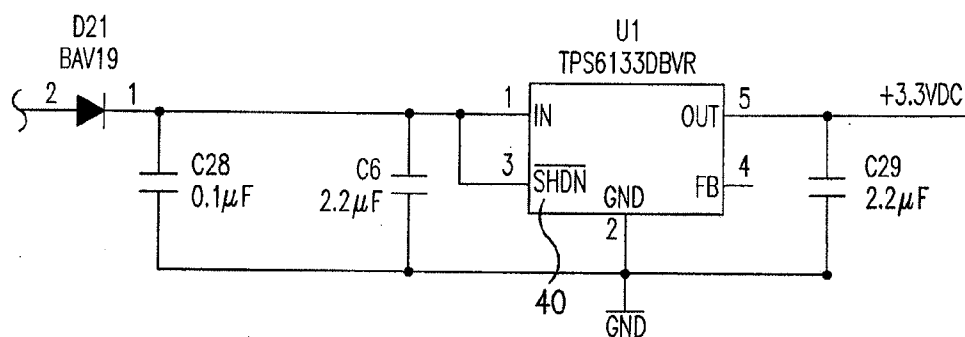 D21
BAV19
2
1
C28
0.1μF
C6
2.2μF
U1
TPS6133DBVR
1
IN
3
SHDN
GND
2
OUT
5
FB
4
40
+3.3VDC
C29
2.2μF
GND